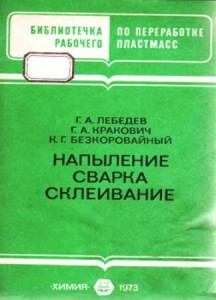 БИБЛИОТЕЧКА РАБОЧЕГО
ПО ПЕРЕРАБОТКЕ ПЛАСТМАСС
Г. А. ЛЕБЕДЕВ
Г. А. КРАКОВИЧ
К. Г. БЕЗКОРОВАЙНЫЙ
НАПЫЛЕНИЕ
СВАРКА
СКЛЕИВАНИЕ
·ХИМИЯ· 1973